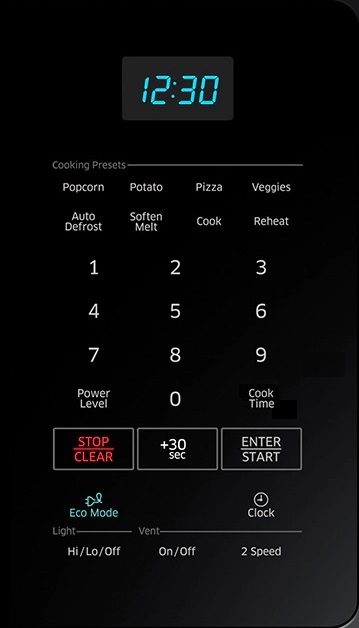 12:30
Cooking Presets
Popcorn Potato Pizza Veggies
Auto Defrost Soften Melt Cook Reheat
1 2 3
4 5 6
7 8 9
Power Level 0 Cook Time
STOP CLEAR +30 sec ENTER START
Eco Mode Clock
Light Vent
Hi/Lo/Off On/Off 2 Speed